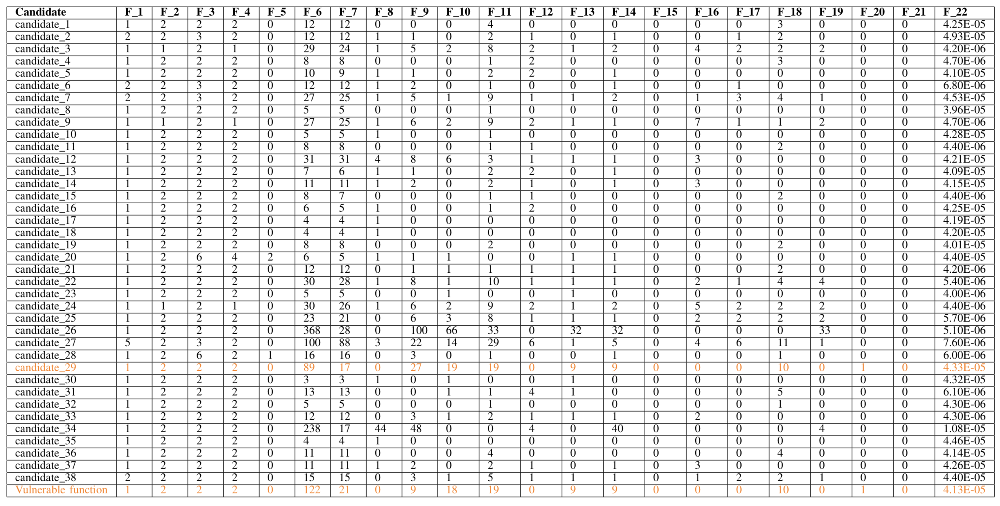 Candidate F_1 F_2 F_3 F_4 F_5 F_6 F_7 F_8 F_9 F_10 F_11 F_12 F_13 F_14 F_15 F_16 F_17 F_18 F_19 F_20 F_21 F_22
candidate_1 1 2 2 2 0 12 12 0 0 0 4 0 0 0 0 0 0 3 0 0 0 4.25E-05
candidate_2 2 2 3 2 0 12 12 1 1 0 2 1 0 1 0 0 1 2 0 0 0 4.93E-05
candidate_3 1 1 2 1 0 29 24 1 5 2 8 2 1 2 0 4 2 2 2 0 0 4.20E-06
candidate_4 1 2 2 2 0 8 8 0 0 0 1 2 0 0 0 0 0 3 0 0 0 4.70E-06
candidate_5 1 2 2 2 0 10 9 1 1 0 2 2 0 1 0 0 0 0 0 0 0 4.10E-05
candidate_6 2 2 3 2 0 12 12 1 2 0 1 0 0 1 0 0 1 0 0 0 0 6.80E-06
candidate_7 2 2 3 2 0 27 25 1 5 1 9 1 1 2 0 1 3 4 1 0 0 4.53E-05
candidate_8 1 2 2 2 0 5 5 0 0 0 1 0 0 0 0 0 0 0 0 0 0 3.96E-05
candidate_9 1 1 2 1 0 27 25 1 6 2 9 2 1 1 0 7 1 1 2 0 0 4.70E-06
candidate_10 1 2 2 2 0 5 5 1 0 0 1 0 0 0 0 0 0 0 0 0 0 4.28E-05
candidate_11 1 2 2 2 0 8 8 0 0 0 1 1 0 0 0 0 0 2 0 0 0 4.40E-06
candidate_12 1 2 2 2 0 31 31 4 8 6 3 1 1 1 0 3 0 0 0 0 0 4.21E-05
candidate_13 1 2 2 2 0 7 6 1 1 0 2 2 0 1 0 0 0 0 0 0 0 4.09E-05
candidate_14 1 2 2 2 0 11 11 1 2 0 2 1 0 1 0 3 0 0 0 0 0 4.15E-05
candidate_15 1 2 2 2 0 8 7 0 0 0 1 1 0 0 0 0 0 2 0 0 0 4.40E-06
candidate_16 1 2 2 2 0 6 5 1 0 0 1 2 0 0 0 0 0 0 0 0 0 4.25E-05
candidate_17 1 2 2 2 0 4 4 1 0 0 0 0 0 0 0 0 0 0 0 0 0 4.19E-05
candidate_18 1 2 2 2 0 4 4 1 0 0 0 0 0 0 0 0 0 0 0 0 0 4.20E-05
candidate_19 1 2 2 2 0 8 8 0 0 0 2 0 0 0 0 0 0 2 0 0 0 4.01E-05
candidate_20 1 2 6 4 2 6 5 1 1 1 0 0 1 1 0 0 0 0 0 0 0 4.40E-05
candidate_21 1 2 2 2 0 12 12 0 1 1 1 1 1 1 0 0 0 2 0 0 0 4.20E-06
candidate_22 1 2 2 2 0 30 28 1 8 1 10 1 1 1 0 2 1 4 4 0 0 5.40E-06
candidate_23 1 2 2 2 0 5 5 0 0 1 0 0 1 0 0 0 0 0 0 0 0 4.00E-06
candidate_24 1 1 2 1 0 30 26 1 6 2 9 2 1 2 0 5 2 2 2 0 0 4.40E-06
candidate_25 1 2 2 2 0 23 21 0 6 3 8 1 1 1 0 2 2 2 2 0 0 5.70E-06
candidate_26 1 2 2 2 0 368 28 0 100 66 33 0 32 32 0 0 0 0 33 0 0 5.10E-06
candidate_27 5 2 3 2 0 100 88 3 22 14 29 6 1 5 0 4 6 11 1 0 0 7.60E-06
candidate_28 1 2 6 2 1 16 16 0 3 0 1 0 0 1 0 0 0 1 0 0 0 6.00E-06
candidate_29 1 2 2 2 0 89 17 0 27 19 19 0 9 9 0 0 0 10 0 1 0 4.33E-05
candidate_30 1 2 2 2 0 3 3 1 0 1 0 0 1 0 0 0 0 0 0 0 0 4.32E-05
candidate_31 1 2 2 2 0 13 13 0 0 1 1 4 1 0 0 0 0 5 0 0 0 6.10E-06
candidate_32 1 2 2 2 0 5 5 0 0 0 1 0 0 0 0 0 0 1 0 0 0 4.30E-06
candidate_33 1 2 2 2 0 12 12 0 3 1 2 1 1 1 0 2 0 0 0 0 0 4.30E-06
candidate_34 1 2 2 2 0 238 17 44 48 0 0 4 0 40 0 0 0 0 4 0 0 1.08E-05
candidate_35 1 2 2 2 0 4 4 1 0 0 0 0 0 0 0 0 0 0 0 0 0 4.46E-05
candidate_36 1 2 2 2 0 11 11 0 0 0 4 0 0 0 0 0 0 4 0 0 0 4.14E-05
candidate_37 1 2 2 2 0 11 11 1 2 0 2 1 0 1 0 3 0 0 0 0 0 4.26E-05
candidate_38 2 2 2 2 0 15 15 0 3 1 5 1 1 1 0 1 2 2 1 0 0 4.40E-05
Vulnerable function 1 2 2 2 0 122 21 0 9 18 19 0 9 9 0 0 0 10 0 1 0 4.13E-05